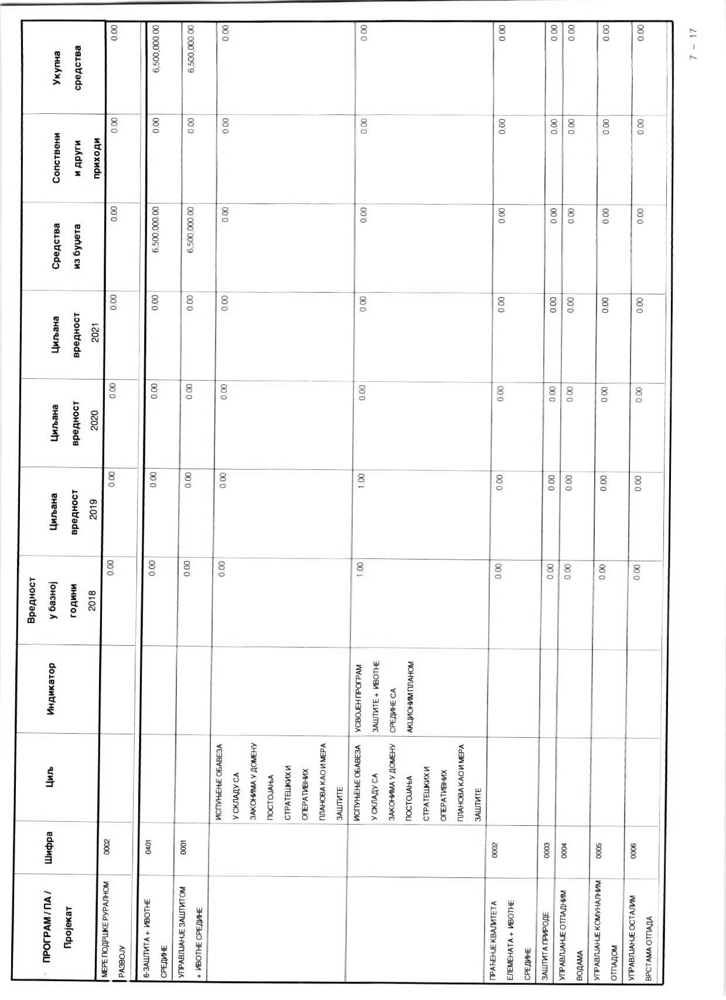 ПРОГРАМ / ПА /
Пројекат
Шифра
Циљ
Индикатор
Вредност
у базној
години
2018
Циљана
вредност
2019
Циљана
вредност
2020
Циљана
вредност
2021
Средства
из буџета
Сопствени
и други
приходи
Укупна
средства
МЕРЕ ПОДРШКЕ РУРАЛНОМ
РАЗВОЈУ
0002
0.00
0.00
0.00
0.00
0.00
0.00
0.00
6-ЗАШТИТА + ИВОТНЕ
СРЕДИНЕ
0401
0.00
0.00
0.00
0.00
6.500,000.00
0.00
6,500,000.00
УПРАВЉАЊЕ ЗАШТИТОМ
+ ИВОТНЕ СРЕДИНЕ
0001
0.00
0.00
0.00
0.00
6.500,000.00
0.00
6.500,000.00
ИСПУЊЕЊЕ ОБАВЕЗА
У СКЛАДУ СА
ЗАКОНИМА У ДОМЕНУ
ПОСТОЈАЊА
СТРАТЕШКИХ И
ОПЕРАТИВНИХ
ПЛАНОВА КАО И МЕРА
ЗАШТИТЕ
0.00
0.00
0.00
0.00
0.00
0.00
0.00
ИСПУЊЕЊЕ ОБАВЕЗА
У СКЛАДУ СА
ЗАКОНИМА У ДОМЕНУ
ПОСТОЈАЊА
СТРАТЕШКИХ И
ОПЕРАТИВНИХ
ПЛАНОВА КАО И МЕРА
ЗАШТИТЕ
УСВОЈЕН ПРОГРАМ
ЗАШТИТЕ + ИВОТНЕ
СРЕДИНЕ СА
АКЦИОНИМ ПЛАНОМ
1.00
1.00
0.00
0.00
0.00
0.00
0.00
ПРАЋЕЊЕ КВАЛИТЕТА
ЕЛЕМЕНАТА + ИВОТНЕ
СРЕДИНЕ
0002
0.00
0.00
0.00
0.00
0.00
0.00
0.00
ЗАШТИТА ПРИРОДЕ
0003
0.00
0.00
0.00
0.00
0.00
0.00
0.00
УПРАВЉАЊЕ ОТПАДНИМ
ВОДАМА
0004
0.00
0.00
0.00
0.00
0.00
0.00
0.00
УПРАВЉАЊЕ КОМУНАЛНИМ
ОТПАДОМ
0005
0.00
0.00
0.00
0.00
0.00
0.00
0.00
УПРАВЉАЊЕ ОСТАЛИМ
ВРСТАМА ОТПАДА
0006
0.00
0.00
0.00
0.00
0.00
0.00
0.00
7 – 17